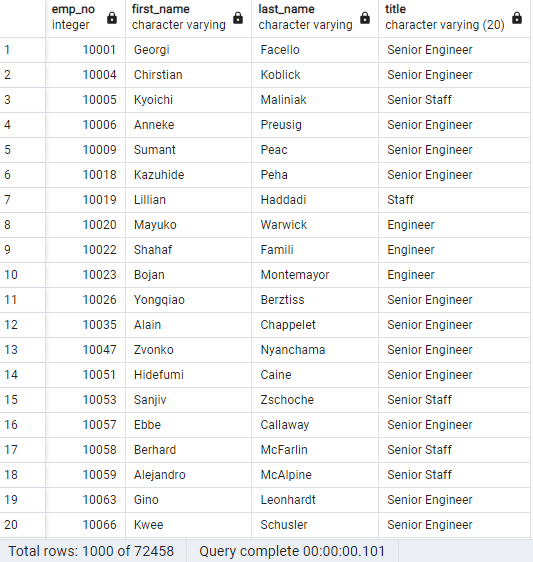 emp_no first_name last_name title
integer character varying character varying character varying (20)
1 10001 Georgi Facello Senior Engineer
2 10004 Chirstian Koblick Senior Engineer
3 10005 Kyoichi Maliniak Senior Staff
4 10006 Anneke Preusig Senior Engineer
5 10009 Sumant Peac Senior Engineer
6 10018 Kazuhide Peha Senior Engineer
7 10019 Lillian Haddadi Staff
8 10020 Mayuko Warwick Engineer
9 10022 Shahaf Famili Engineer
10 10023 Bojan Montemayor Engineer
11 10026 Yongqiao Berztiss Senior Engineer
12 10035 Alain Chappelet Senior Engineer
13 10047 Zvonko Nyanchama Senior Engineer
14 10051 Hidefumi Caine Senior Engineer
15 10053 Sanjiv Zschoche Senior Staff
16 10057 Ebbe Callaway Senior Engineer
17 10058 Berhard McFarlin Senior Staff
18 10059 Alejandro McAlpine Senior Staff
19 10063 Gino Leonhardt Senior Engineer
20 10066 Kwee Schusler Senior Engineer
Total rows: 1000 of 72458 Query complete 00:00:00.101